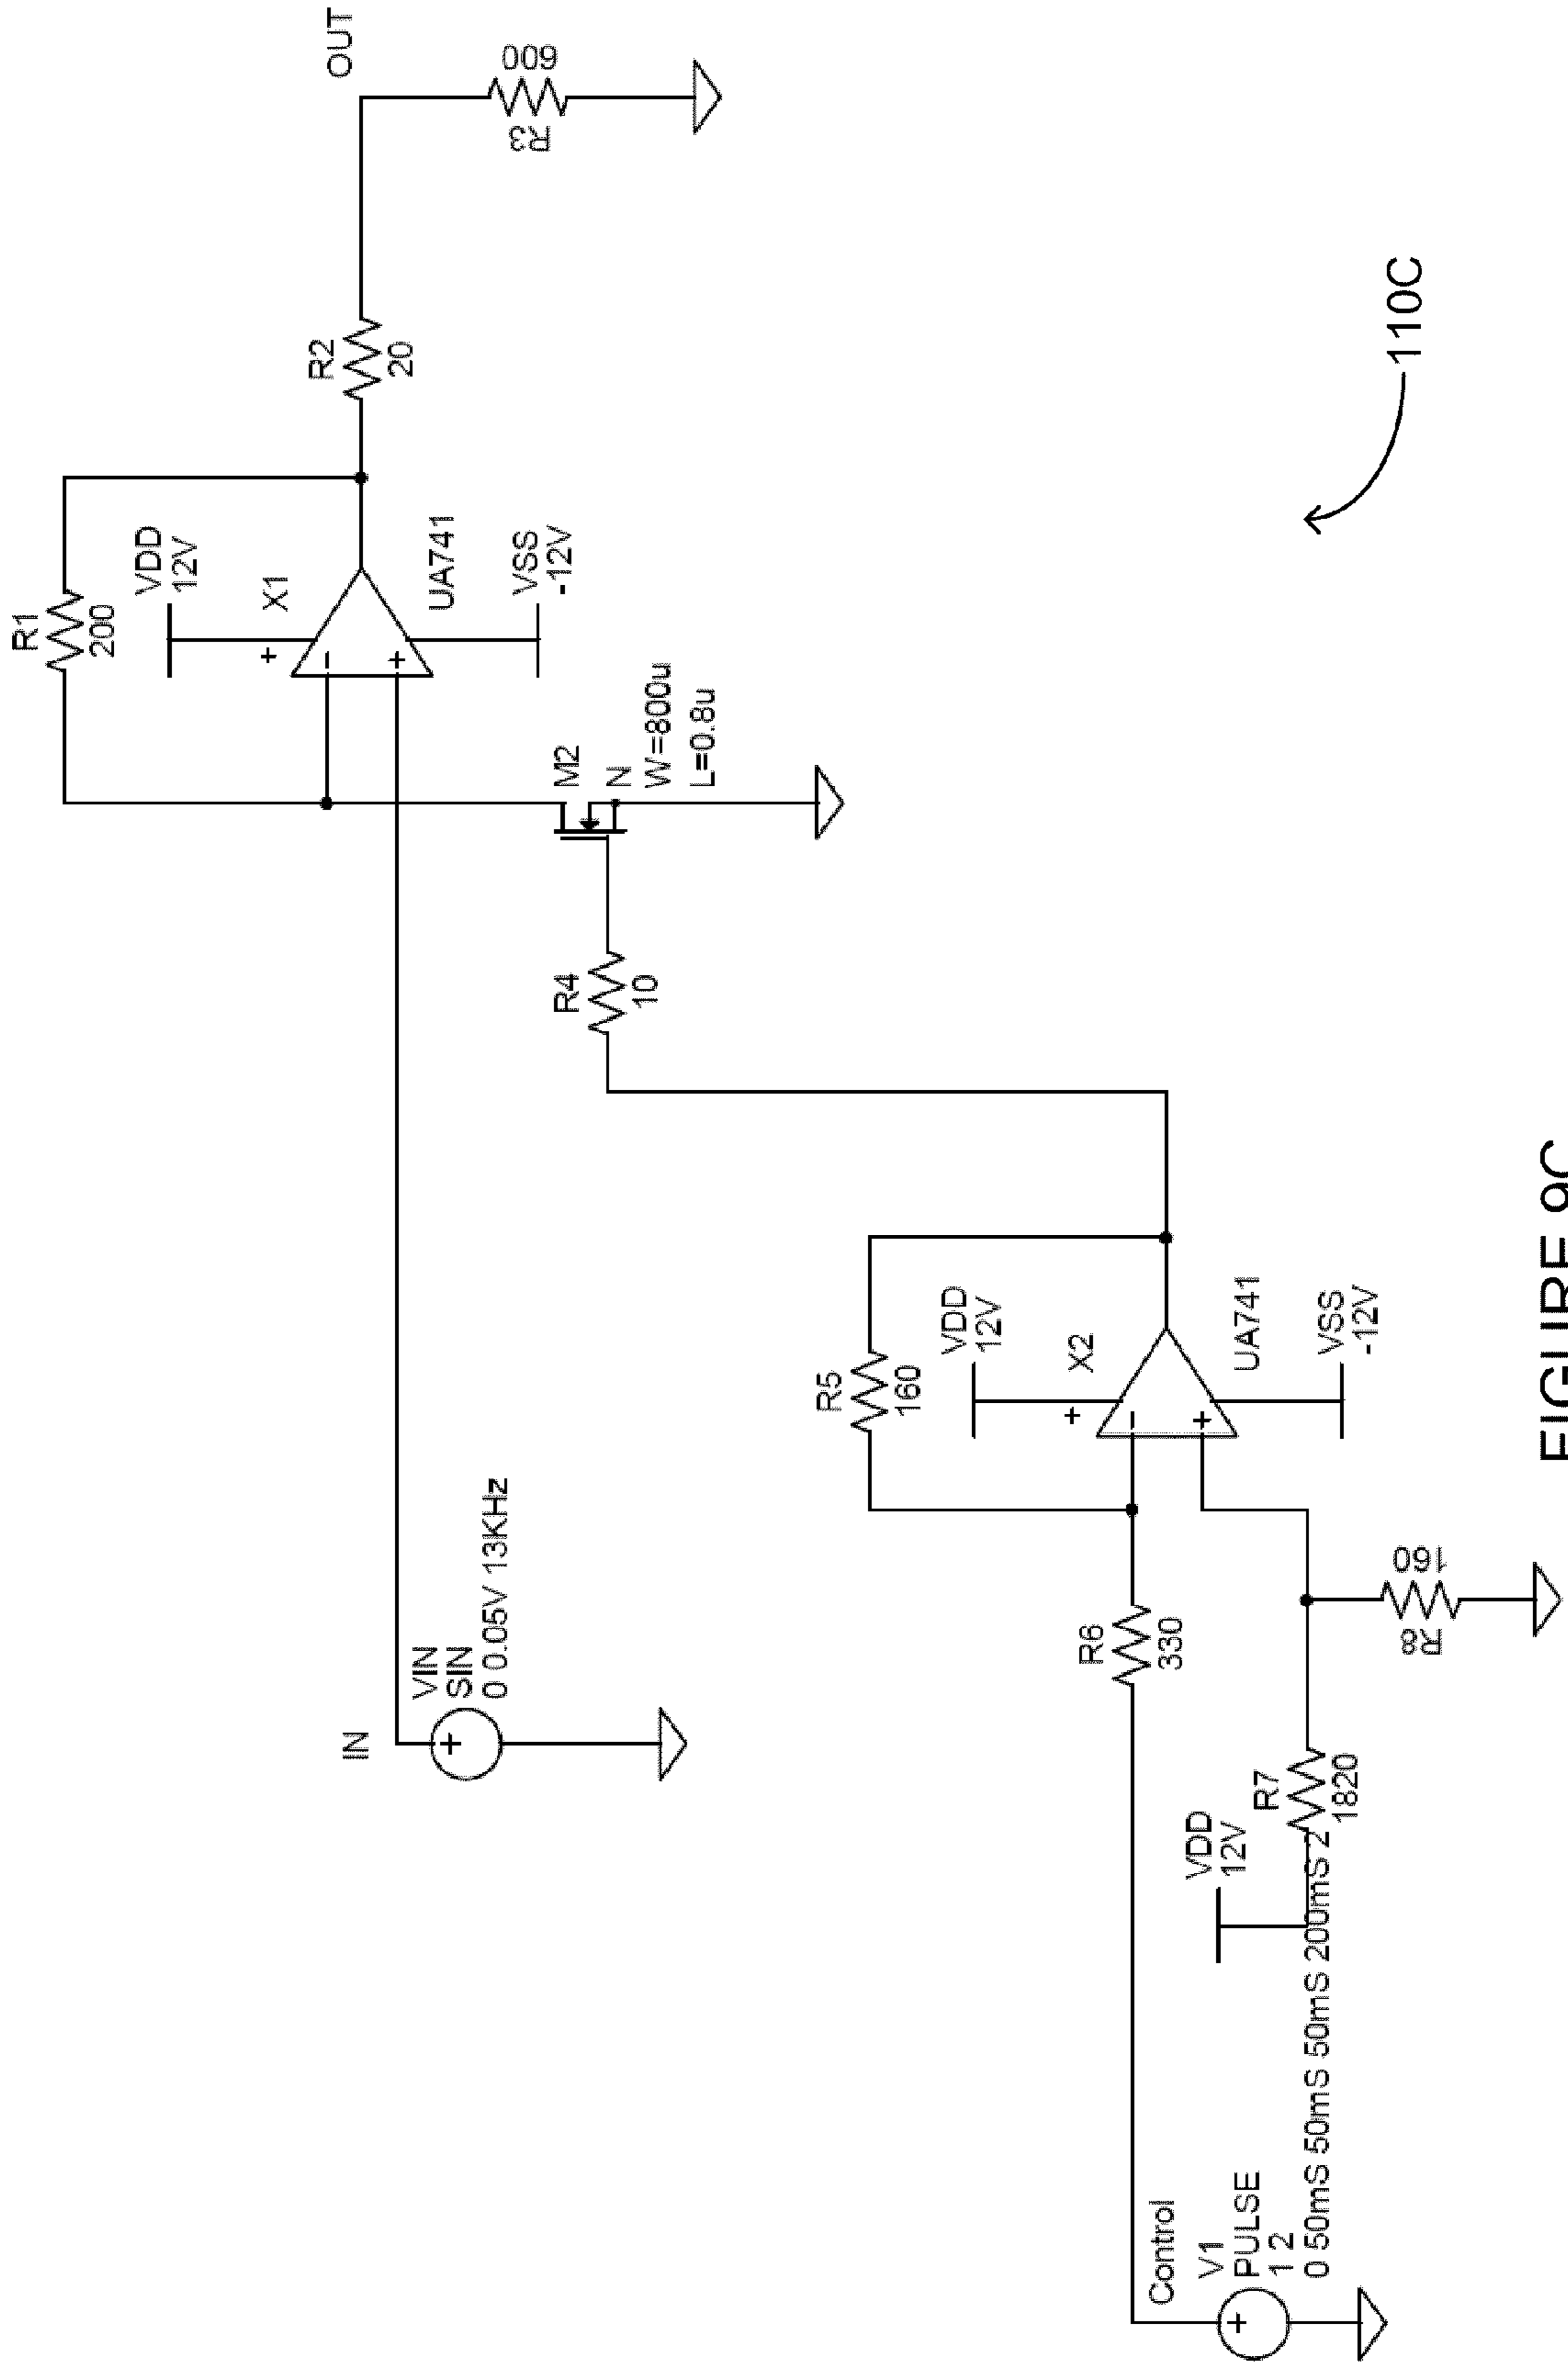 OUT
R3
600
R2
20
R1
200
VDD
12V
+
X1
-
+
UA741
VSS
-12V
M2
N
W=800u
L=0.8u
R4
10
IN
VIN
SIN
0 0.05V 13KHz
+
110C
R5
160
VDD
12V
+
X2
-
+
UA741
VSS
-12V
R6
330
R8
160
VDD
12V
R7
1820
Control
V1
PULSE
1 2
0 50mS 50mS 50mS 200mS 2
+
FIGURE 9C